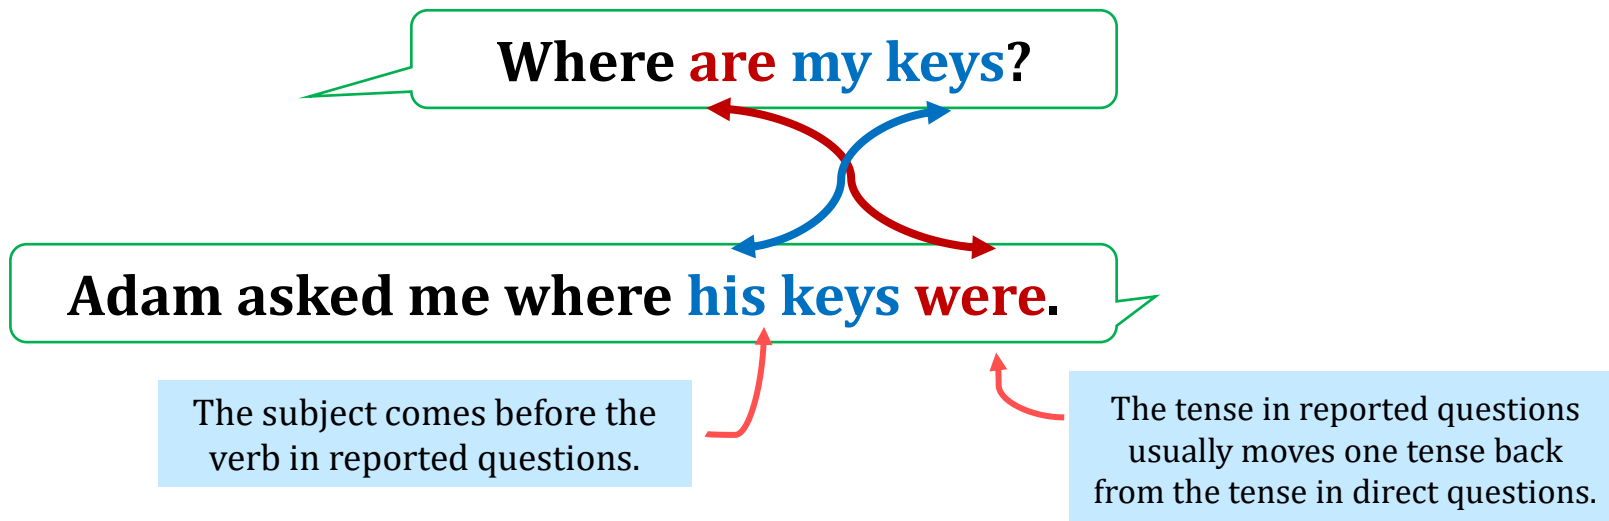 Where are my keys?
Adam asked me where his keys were.
The subject comes before the
verb in reported questions.
The tense in reported questions
usually moves one tense back
from the tense in direct questions.